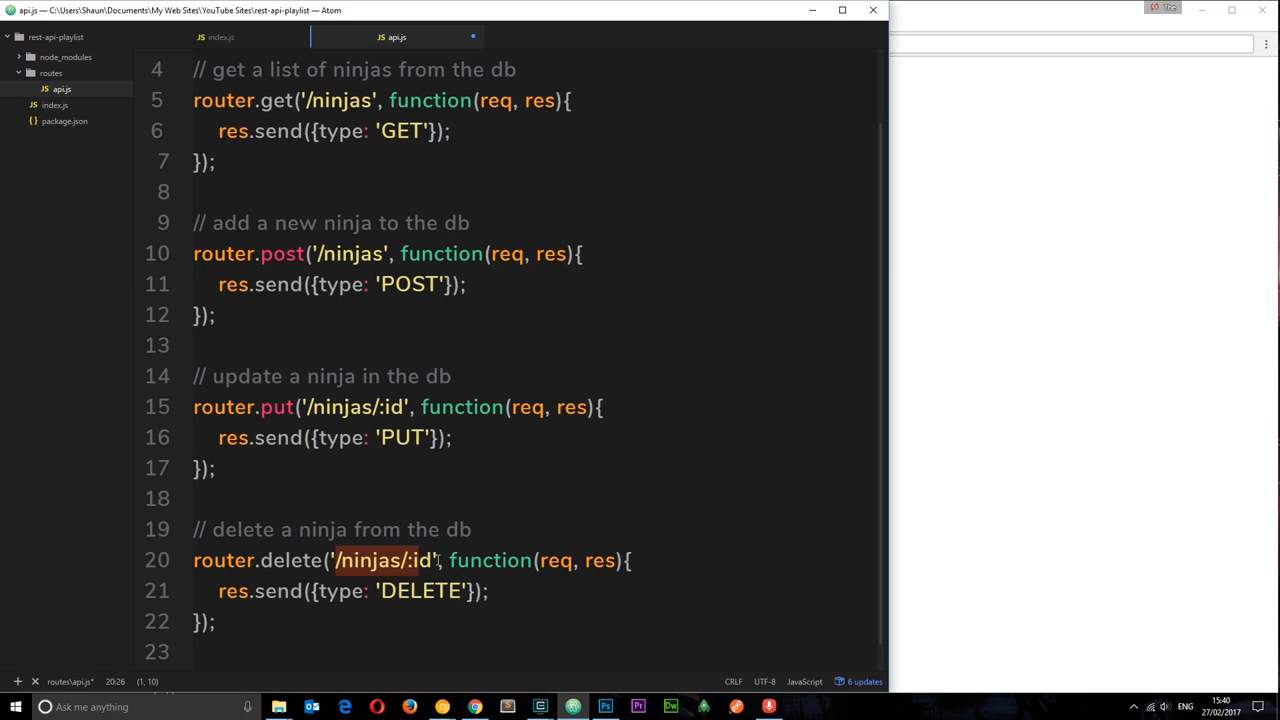 api.js — C:\Users\Shaun\Documents\My Web Sites\YouTube Sites\rest-api-playlist — Atom
The
rest-api-playlist
JS index.js
JS api.js
node_modules
routes
JS api.js
JS index.js
{} package.json
4 // get a list of ninjas from the db
5 router.get('/ninjas', function(req, res){
6 res.send({type: 'GET'});
7 });
8
9 // add a new ninja to the db
10 router.post('/ninjas', function(req, res){
11 res.send({type: 'POST'});
12 });
13
14 // update a ninja in the db
15 router.put('/ninjas/:id', function(req, res){
16 res.send({type: 'PUT'});
17 });
18
19 // delete a ninja from the db
20 router.delete('/ninjas/:id', function(req, res){
21 res.send({type: 'DELETE'});
22 });
23
routes\api.js* 20:26 (1, 10) CRLF UTF-8 JavaScript 6 updates
Ask me anything
ENG
15:40
27/02/2017